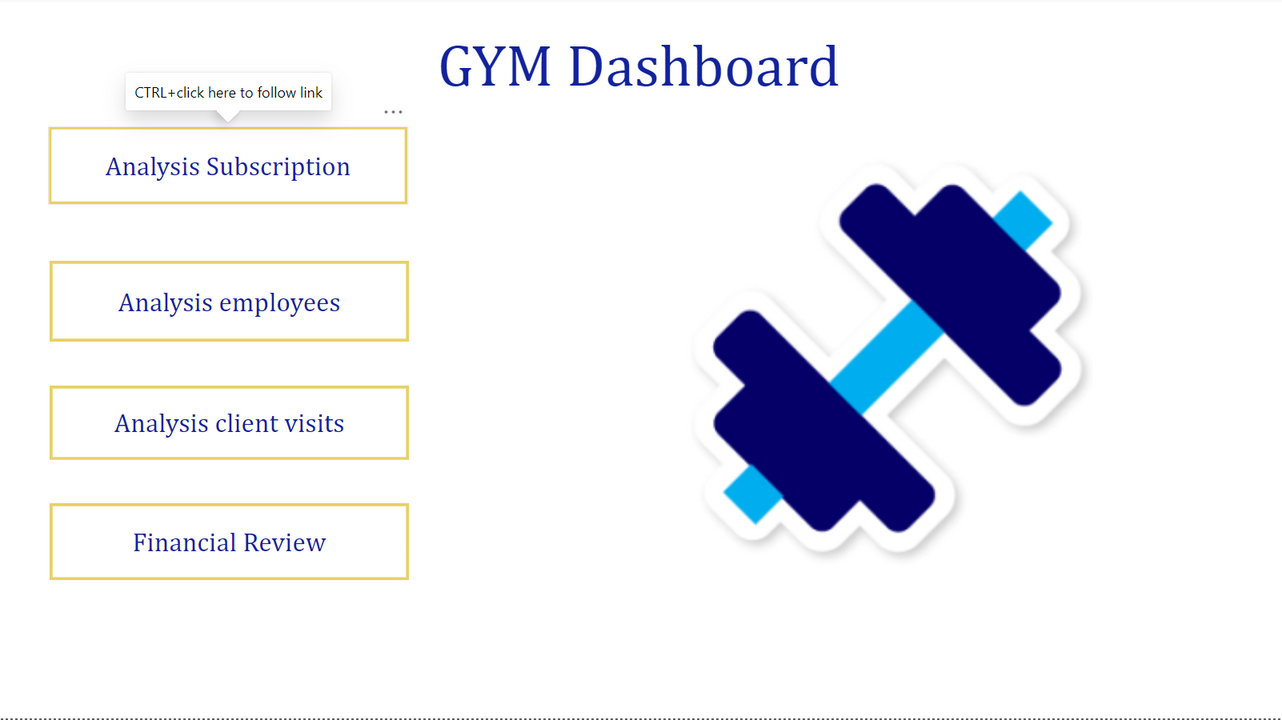 GYM Dashboard
CTRL+click here to follow link
Analysis Subscription
Analysis employees
Analysis client visits
Financial Review